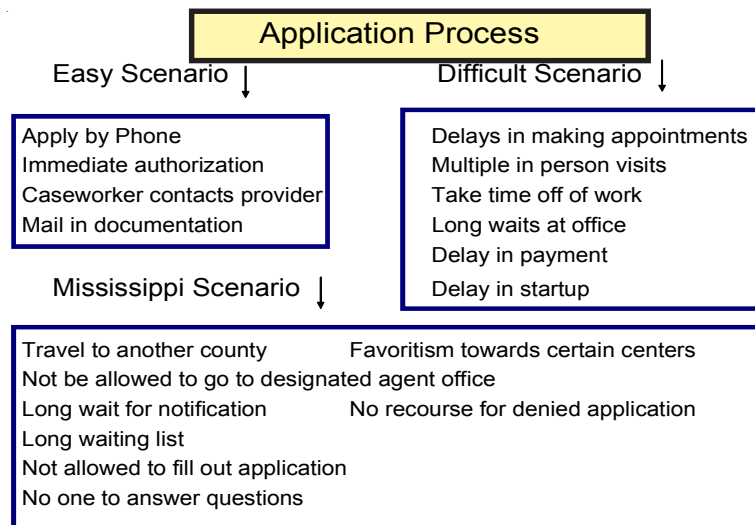 Application Process
Easy Scenario
Apply by Phone
Immediate authorization
Caseworker contacts provider
Mail in documentation
Difficult Scenario
Delays in making appointments
Multiple in person visits
Take time off of work
Long waits at office
Delay in payment
Delay in startup
Mississippi Scenario
Travel to another county Favoritism towards certain centers
Not be allowed to go to designated agent office
Long wait for notification No recourse for denied application
Long waiting list
Not allowed to fill out application
No one to answer questions